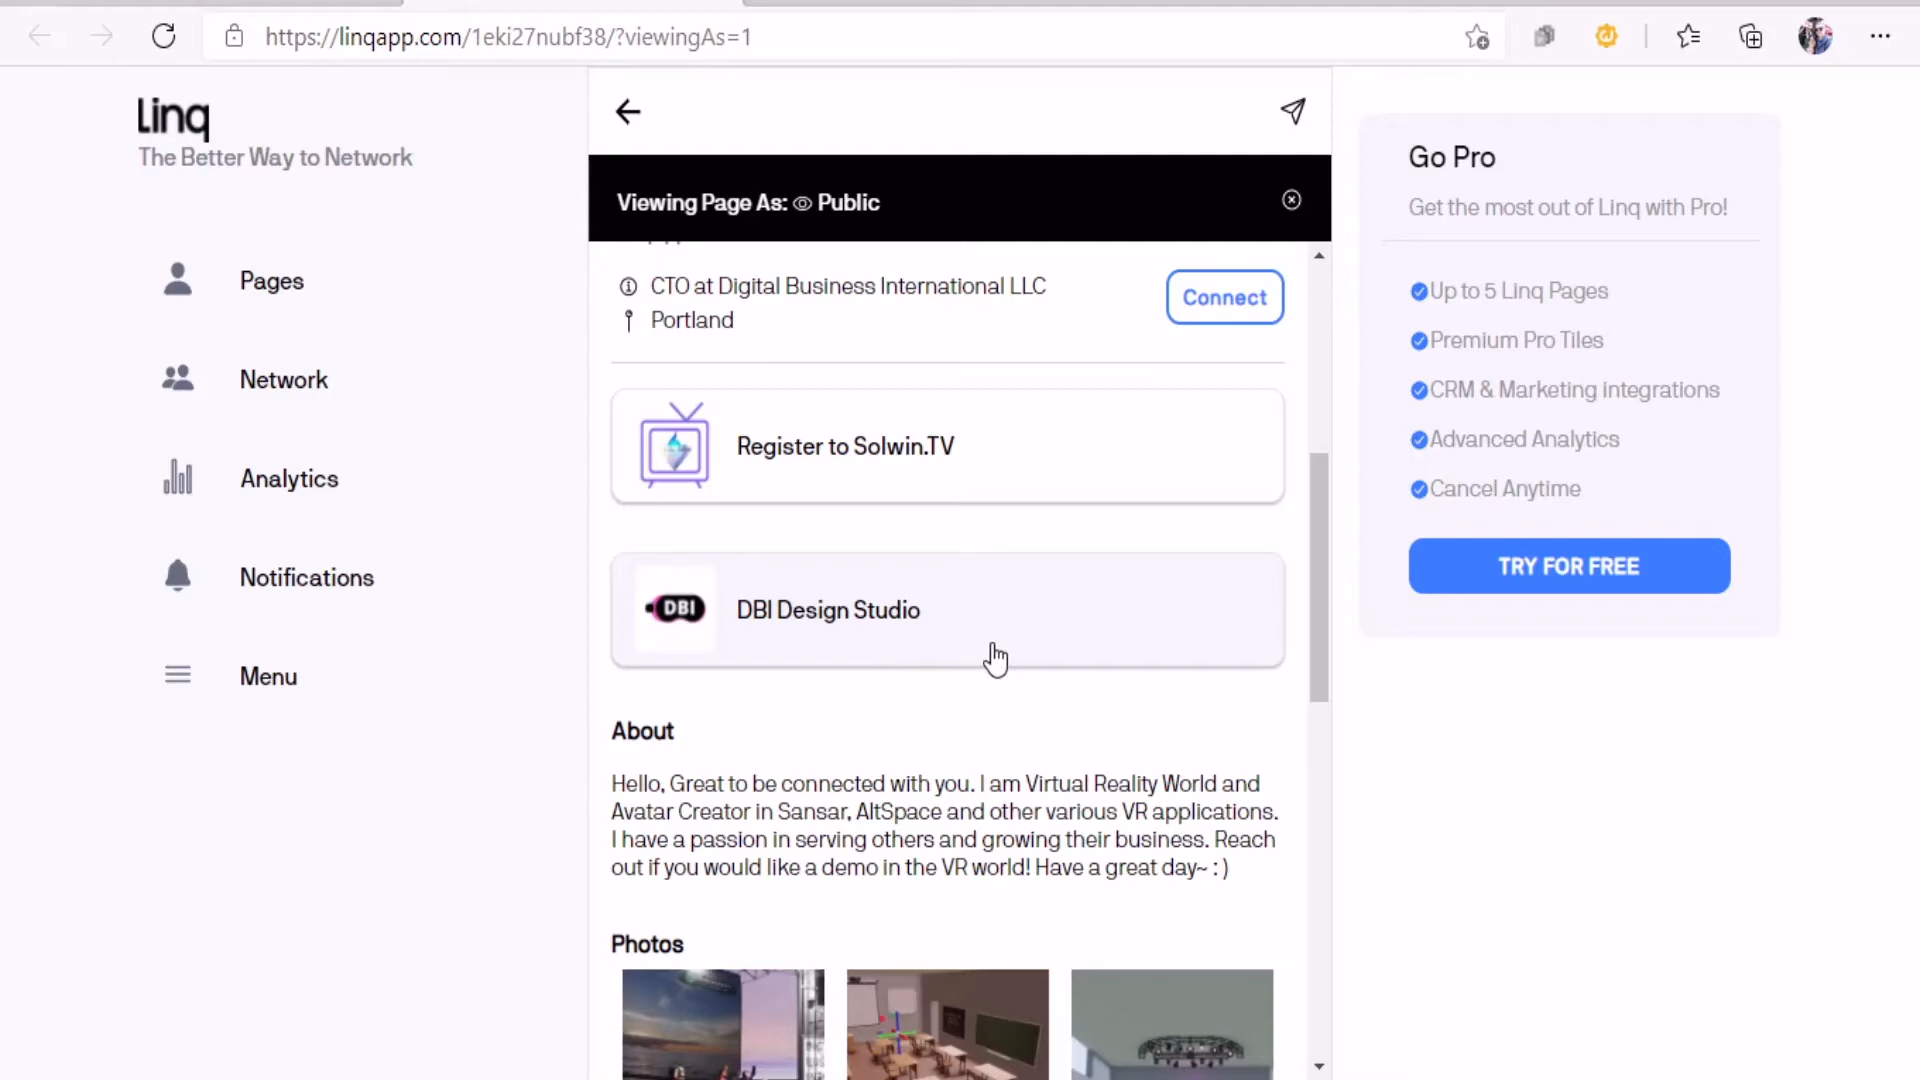 https://linqapp.com/1eki27nubf38/?viewingAs=1
Linq
The Better Way to Network
Pages
Network
Analytics
Notifications
Menu
Viewing Page As: Public
CTO at Digital Business International LLC
Portland
Connect
Register to Solwin.TV
DBI
DBI Design Studio
About
Hello, Great to be connected with you. I am Virtual Reality World and
Avatar Creator in Sansar, AltSpace and other various VR applications.
I have a passion in serving others and growing their business. Reach
out if you would like a demo in the VR world! Have a great day~ : )
Photos
Go Pro
Get the most out of Linq with Pro!
Up to 5 Linq Pages
Premium Pro Tiles
CRM & Marketing integrations
Advanced Analytics
Cancel Anytime
TRY FOR FREE